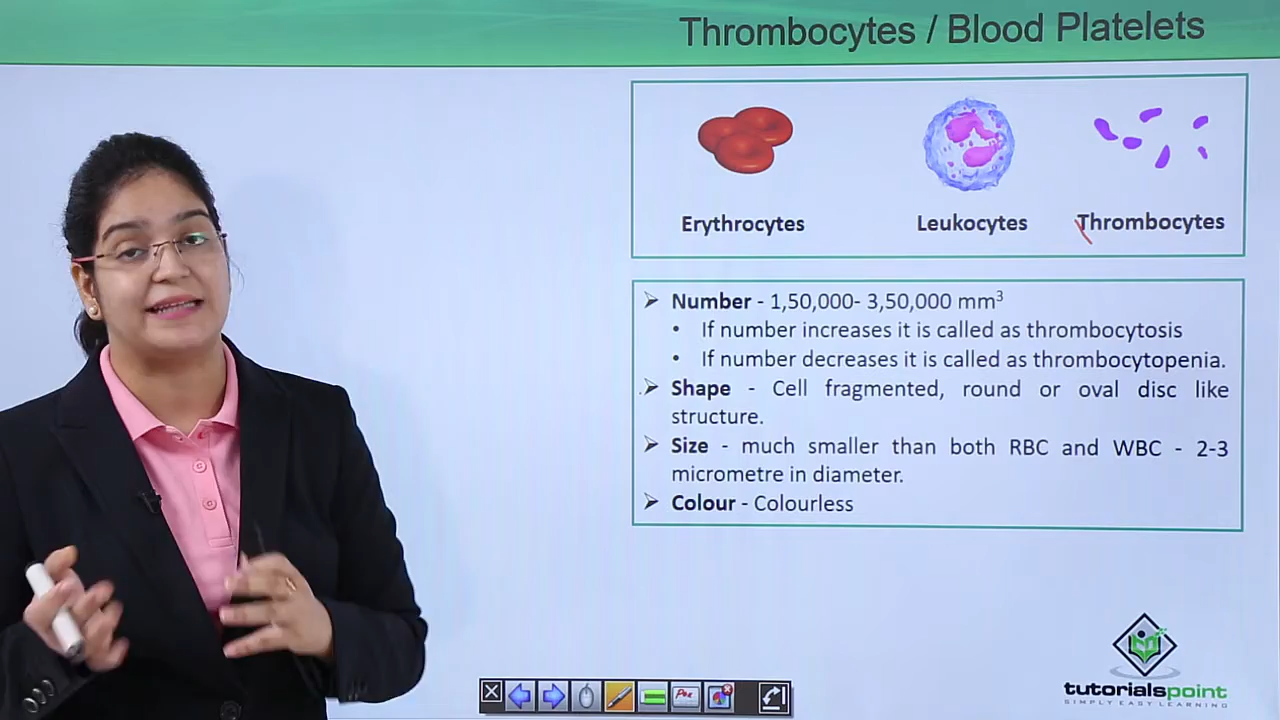 Thrombocytes / Blood Platelets
Erythrocytes
Leukocytes
Thrombocytes
Number - 1,50,000- 3,50,000 mm³
If number increases it is called as thrombocytosis
If number decreases it is called as thrombocytopenia.
Shape - Cell fragmented, round or oval disc like
structure.
Size - much smaller than both RBC and WBC - 2-3
micrometre in diameter.
Colour - Colourless
tutorialspoint
SIMPLY EASY LEARNING